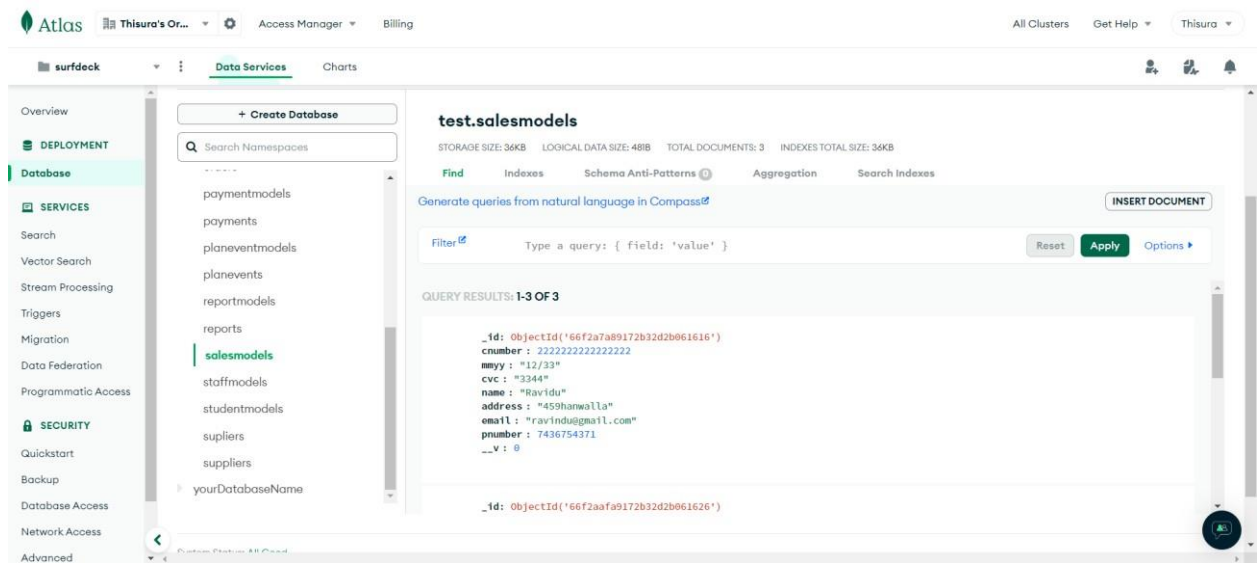 Atlas Thisura's Or... Access Manager Billing All Clusters Get Help Thisura
surfdeck Data Services Charts
Overview
DEPLOYMENT
Database
SERVICES
Search
Vector Search
Stream Processing
Triggers
Migration
Data Federation
Programmatic Access
SECURITY
Quickstart
Backup
Database Access
Network Access
Advanced
+ Create Database
Search Namespaces
paymentmodels
payments
planeventmodels
planevents
reportmodels
reports
salesmodels
staffmodels
studentmodels
supliers
suppliers
yourDatabaseName
test.salesmodels
STORAGE SIZE: 36KB LOGICAL DATA SIZE: 481B TOTAL DOCUMENTS: 3 INDEXES TOTAL SIZE: 36KB
Find Indexes Schema Anti-Patterns 0 Aggregation Search Indexes
Generate queries from natural language in Compass INSERT DOCUMENT
Filter Type a query: { field: 'value' } Reset Apply Options
QUERY RESULTS: 1-3 OF 3
_id: ObjectId('66f2a7a89172b32d2b061616')
cnumber : 2222222222222222
mmyy : "12/33"
cvc : "3344"
name : "Ravidu"
address : "459hanwalla"
email : "ravindu@gmail.com"
pnumber : 7436754371
__v : 0
_id: ObjectId('66f2aafa9172b32d2b061626')
System Status: All Good